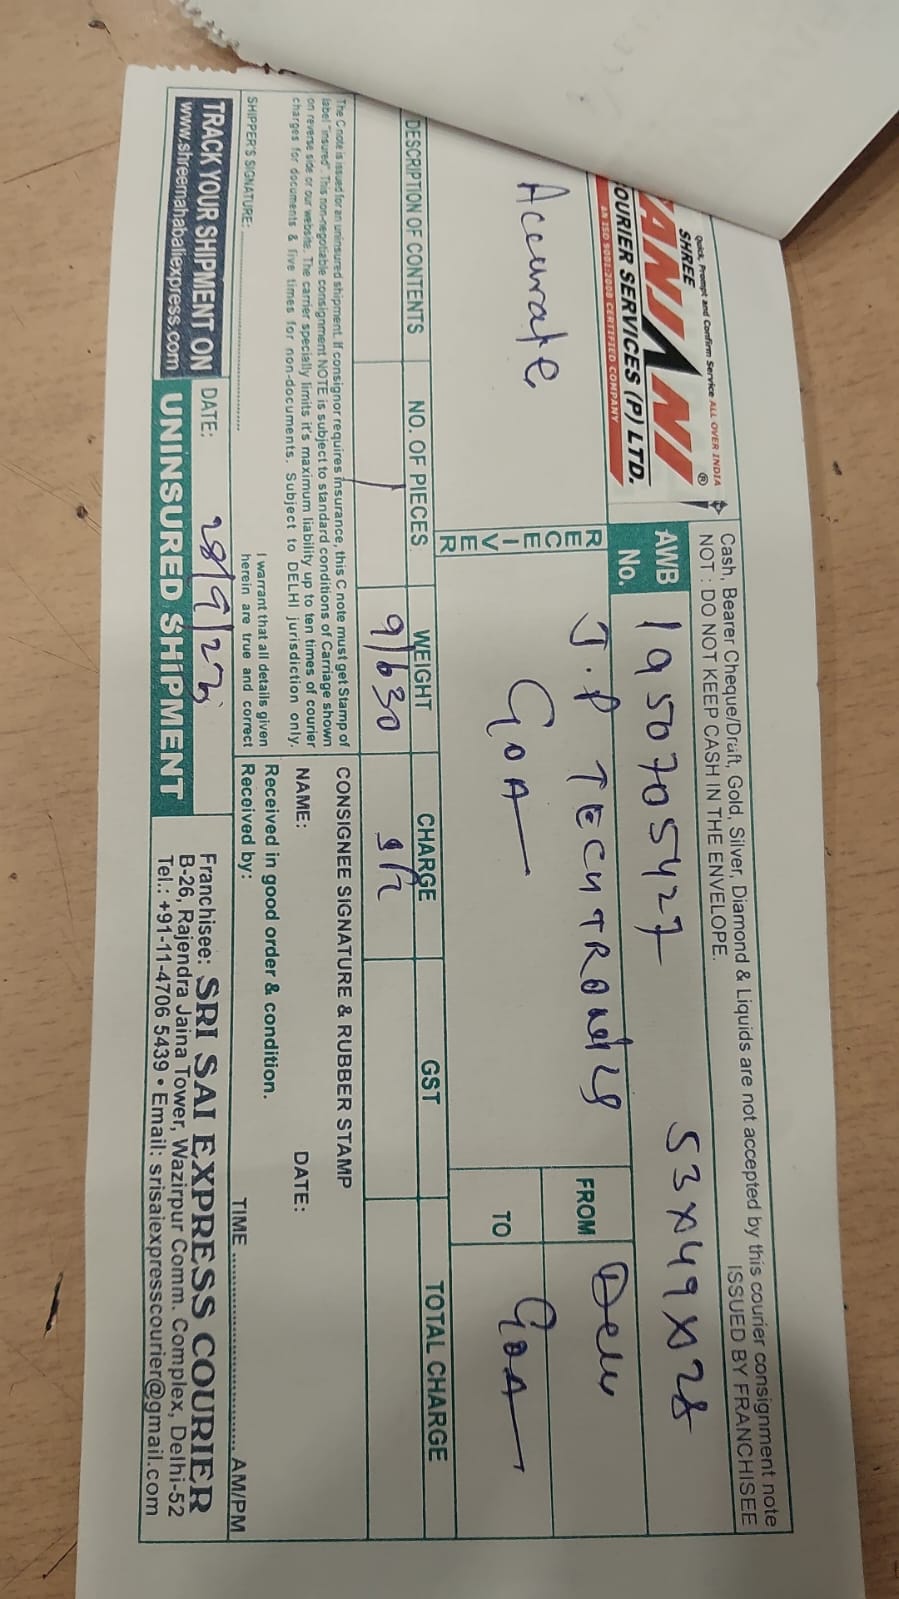 Quick, Prompt and Confirm Service ALL OVER INDIA
SHREE
ANJANI ®
COURIER SERVICES (P) LTD.
AN ISO 9001:2008 CERTIFIED COMPANY
Cash, Bearer Cheque/Draft, Gold, Silver, Diamond & Liquids are not accepted by this courier consignment note
NOT : DO NOT KEEP CASH IN THE ENVELOPE.
ISSUED BY FRANCHISEE
AWB No. 1950705427 53x49x28
Accurate
RECEIVER
J.P TECHTRONICS
GOA
FROM Delhi
TO GOA
DESCRIPTION OF CONTENTS NO. OF PIECES WEIGHT CHARGE GST TOTAL CHARGE
1 9/630
The C note is issued for an uninsured shipment. If consignor requires insurance, this C note must get Stamp of
label "insured". This non-negotiable consignment NOTE is subject to standard conditions of Carriage shown
on reverse side or our website. The carrier specially limits it's maximum liability up to ten times of courier
charges for documents & five times for non-documents. Subject to DELHI jurisdiction only.
I warrant that all details given
herein are true and correct
SHIPPER'S SIGNATURE:
CONSIGNEE SIGNATURE & RUBBER STAMP
NAME: DATE:
Received in good order & condition.
Received by: TIME AM/PM
TRACK YOUR SHIPMENT ON
www.shreemahabaliexpress.com
DATE: 28/9/23
UNINSURED SHIPMENT
Franchisee: SRI SAI EXPRESS COURIER
B-26, Rajendra Jaina Tower, Wazirpur Comm. Complex, Delhi-52
Tel.: +91-11-4706 5439 • Email: srisaiexpresscourier@gmail.com